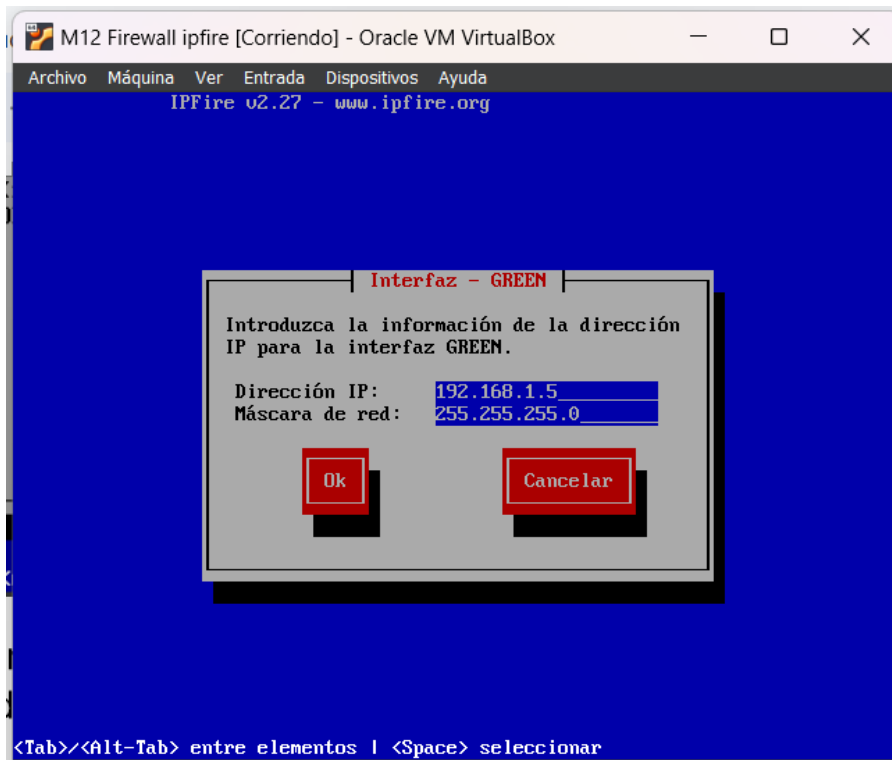 M12 Firewall ipfire [Corriendo] - Oracle VM VirtualBox
Archivo Máquina Ver Entrada Dispositivos Ayuda
IPFire v2.27 - www.ipfire.org
Interfaz - GREEN
Introduzca la información de la dirección
IP para la interfaz GREEN.
Dirección IP: 192.168.1.5
Máscara de red: 255.255.255.0
Ok Cancelar
<Tab>/<Alt-Tab> entre elementos | <Space> seleccionar